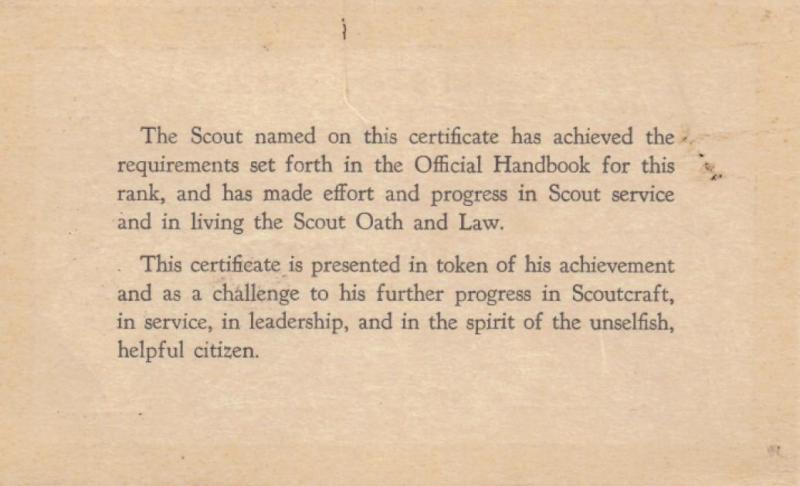 The Scout named on this certificate has achieved the
requirements set forth in the Official Handbook for this
rank, and has made effort and progress in Scout service
and in living the Scout Oath and Law.
This certificate is presented in token of his achievement
and as a challenge to his further progress in Scoutcraft,
in service, in leadership, and in the spirit of the unselfish,
helpful citizen.